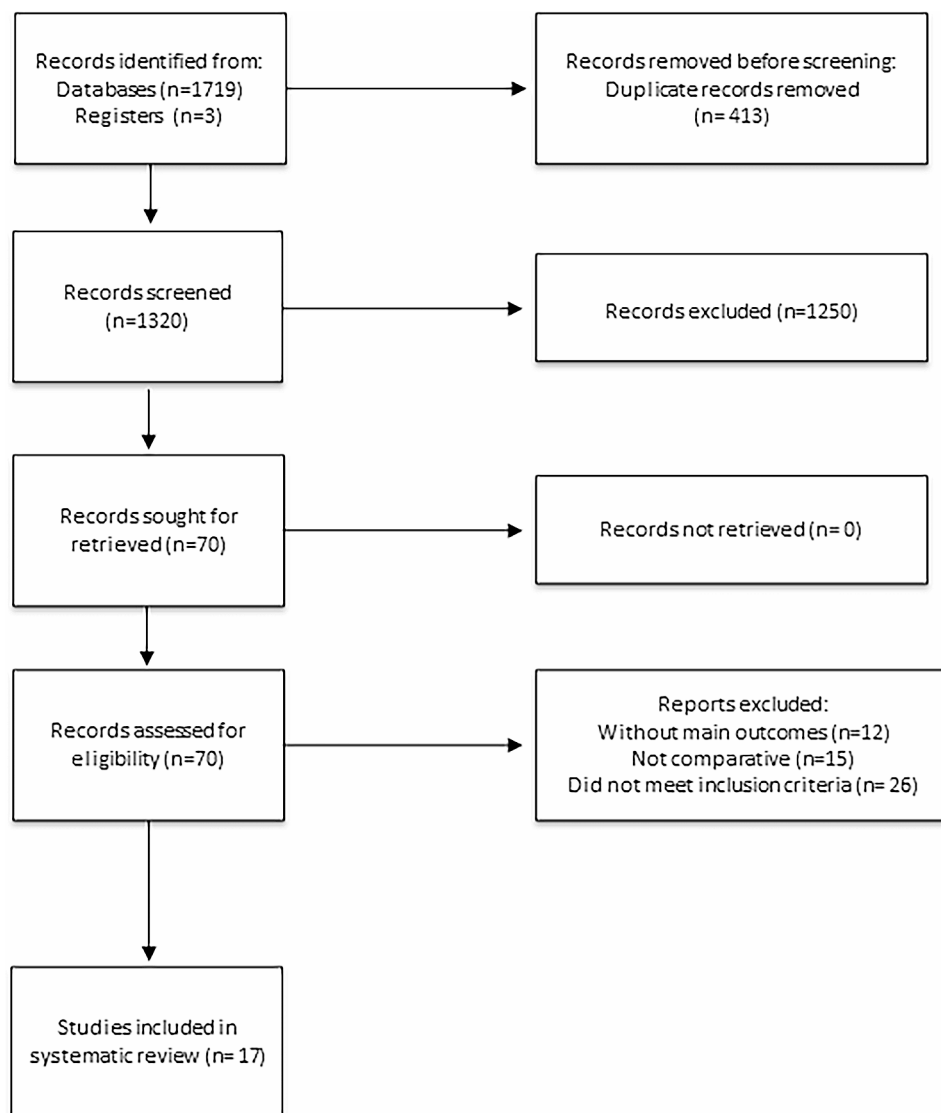 Records identified from:
Databases (n=1719)
Registers (n=3)
Records removed before screening:
Duplicate records removed
(n= 413)
Records screened
(n=1320)
Records excluded (n=1250)
Records sought for
retrieved (n=70)
Records not retrieved (n= 0)
Records assessed for
eligibility (n=70)
Reports excluded:
Without main outcomes (n=12)
Not comparative (n=15)
Did not meet inclusion criteria (n= 26)
Studies included in
systematic review (n= 17)